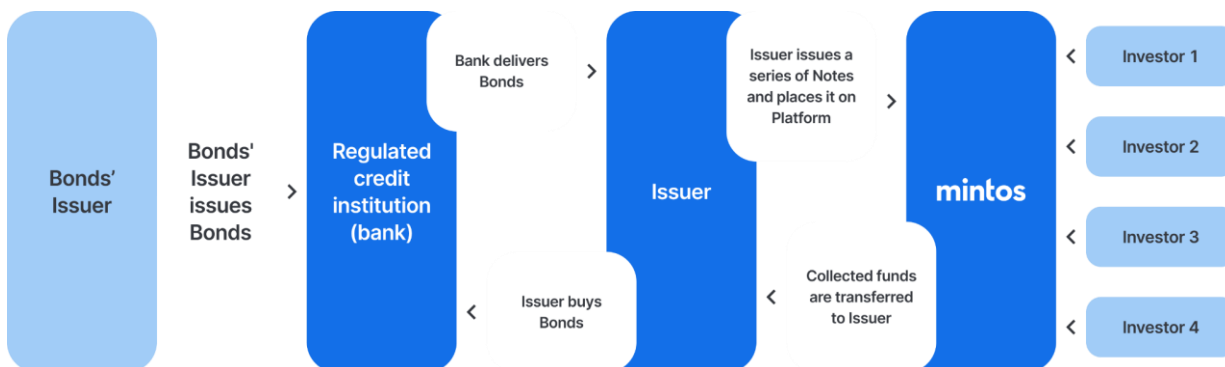 Bonds'
Issuer
Bonds'
Issuer
issues
Bonds
Regulated
credit
institution
(bank)
Bank delivers
Bonds
Issuer buys
Bonds
Issuer
Issuer issues a
series of Notes
and places it on
Platform
Collected funds
are transferred
to Issuer
mintos
Investor 1
Investor 2
Investor 3
Investor 4